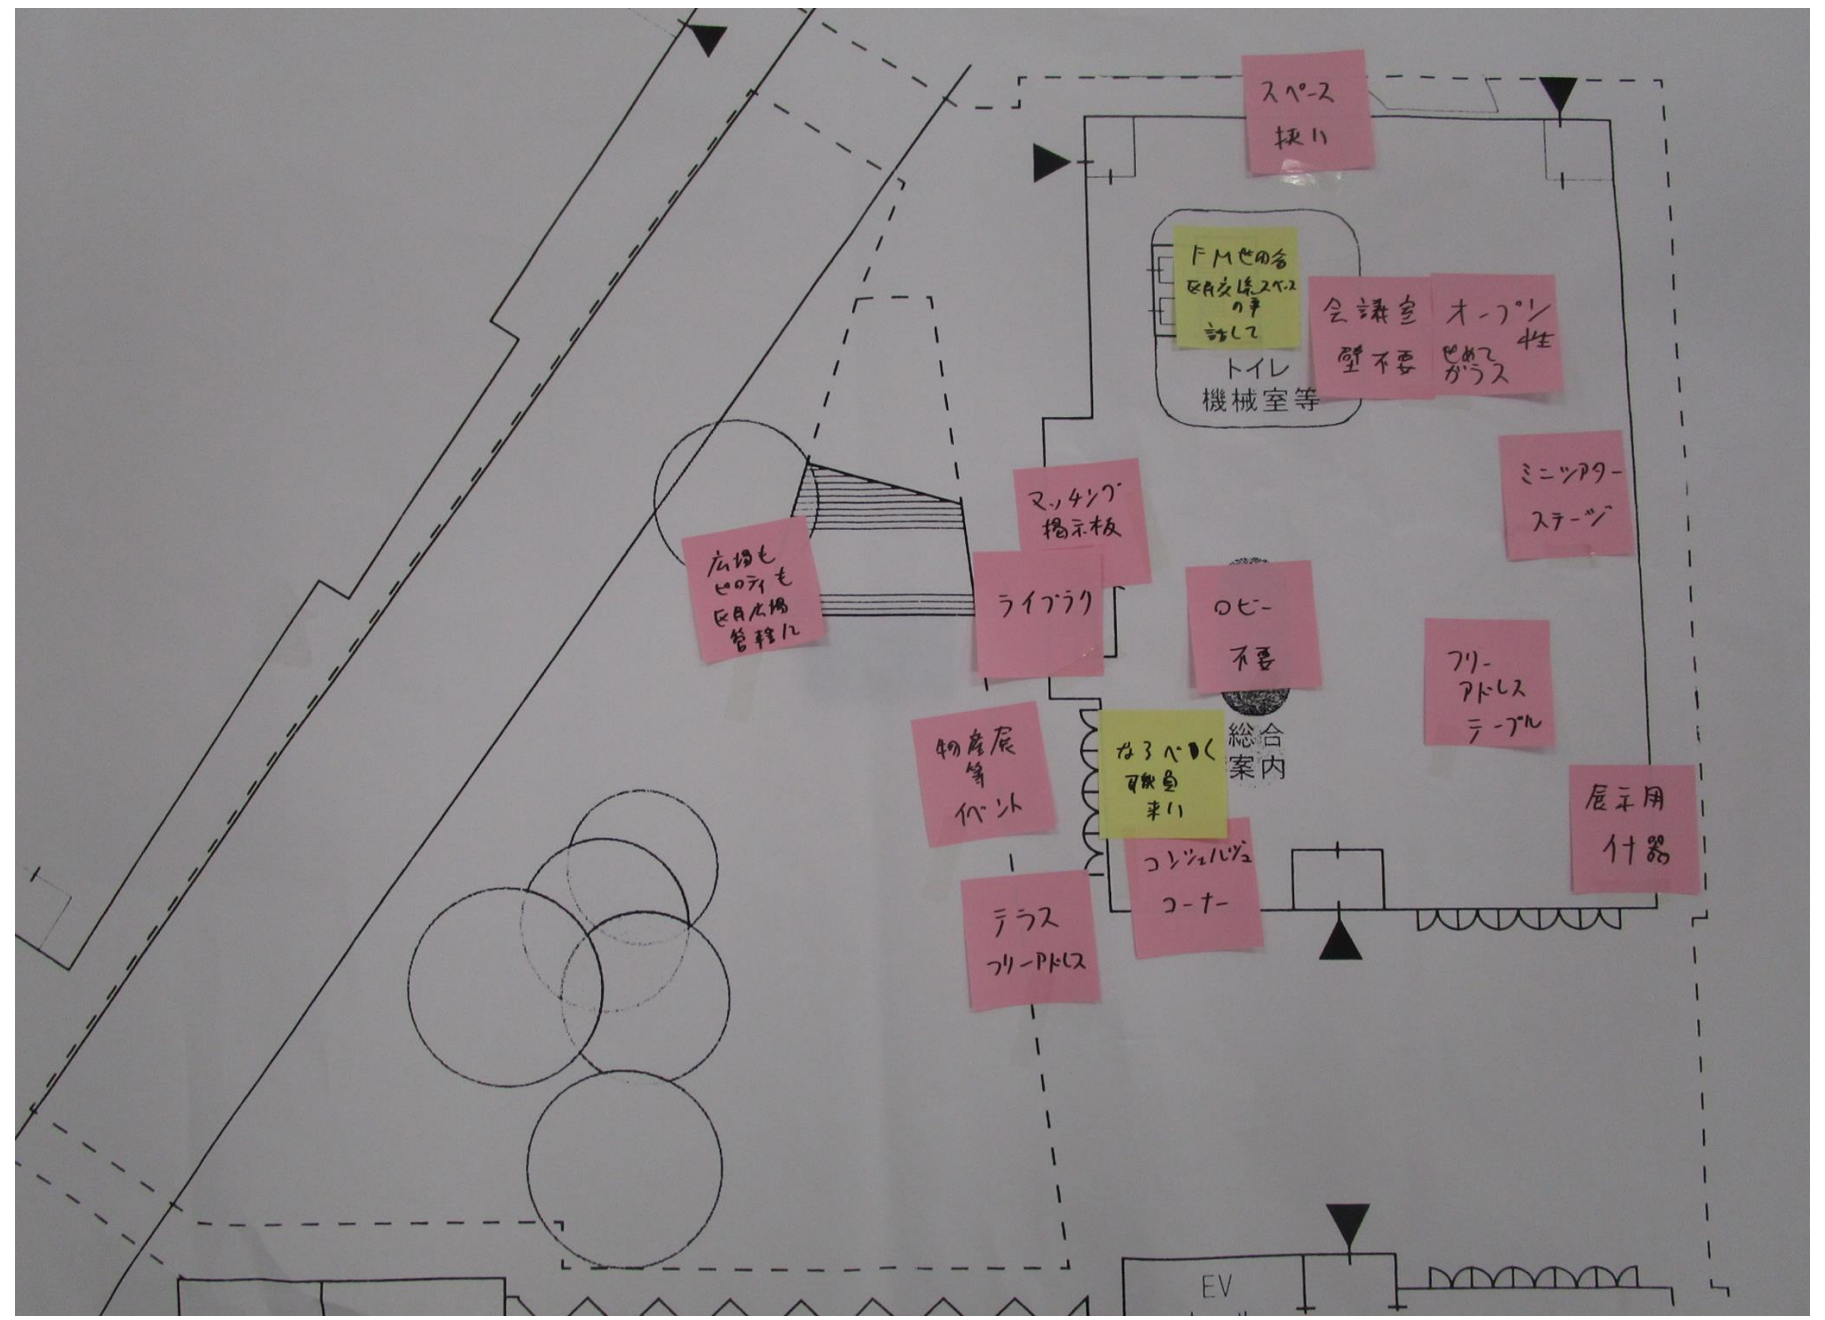 スペース
狭い
FMせの谷
区民交流スペース
の事
話して
会議室
壁不要
オープン
性
せめて
ガラス
トイレ
機械室等
ミニシアター
ステージ
マッチング
掲示板
広場も
ピロティも
区民広場
管轄に
ライブラリ
ロビー
不要
フリー
アドレス
テーブル
物産展
等
イベント
なるべく
職員
来い
総合
案内
展示用
什器
コンシェルジュ
コーナー
テラス
フリーアドレス
EV